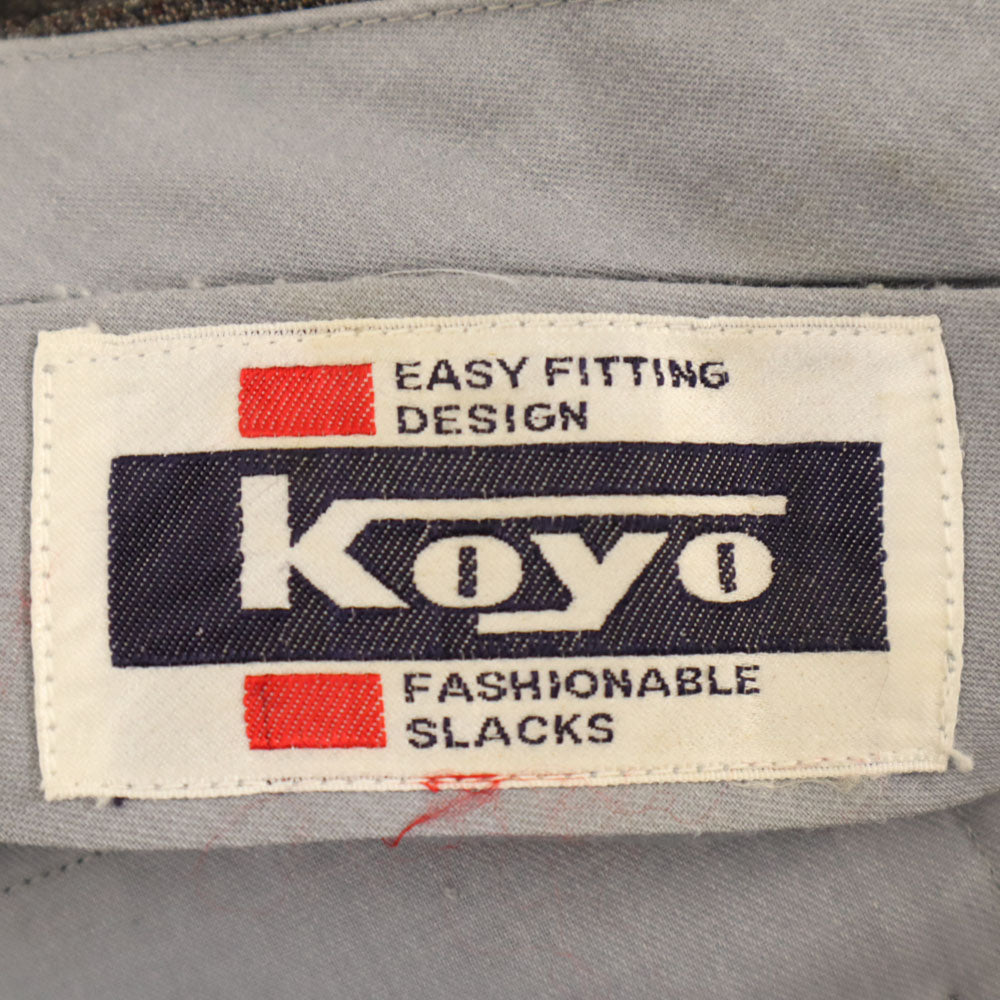 EASY FITTING
DESIGN
Koyo
FASHIONABLE
SLACKS